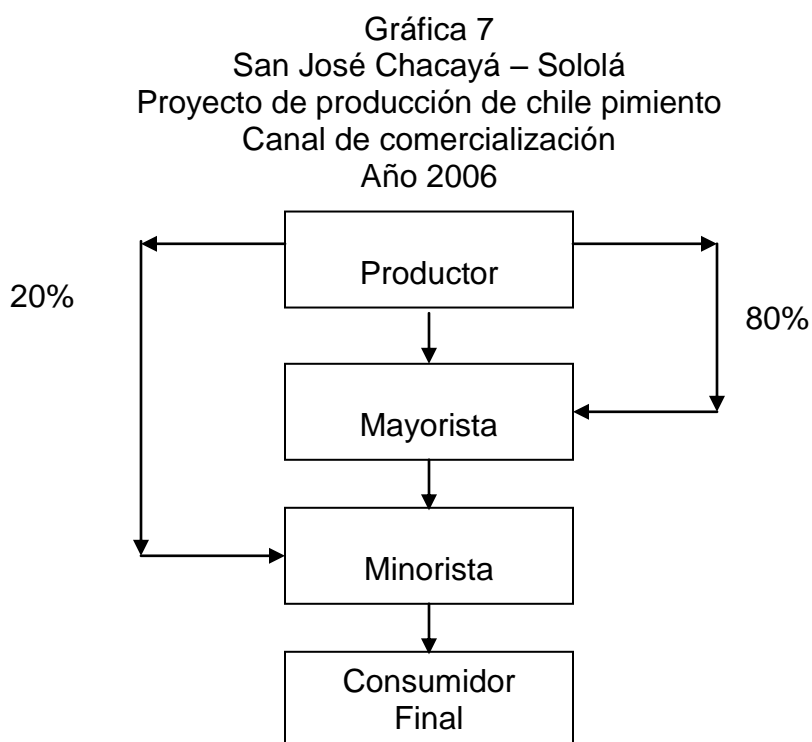 Gráfica 7
San José Chacayá – Sololá
Proyecto de producción de chile pimiento
Canal de comercialización
Año 2006
Productor
20%
80%
Mayorista
Minorista
Consumidor
Final